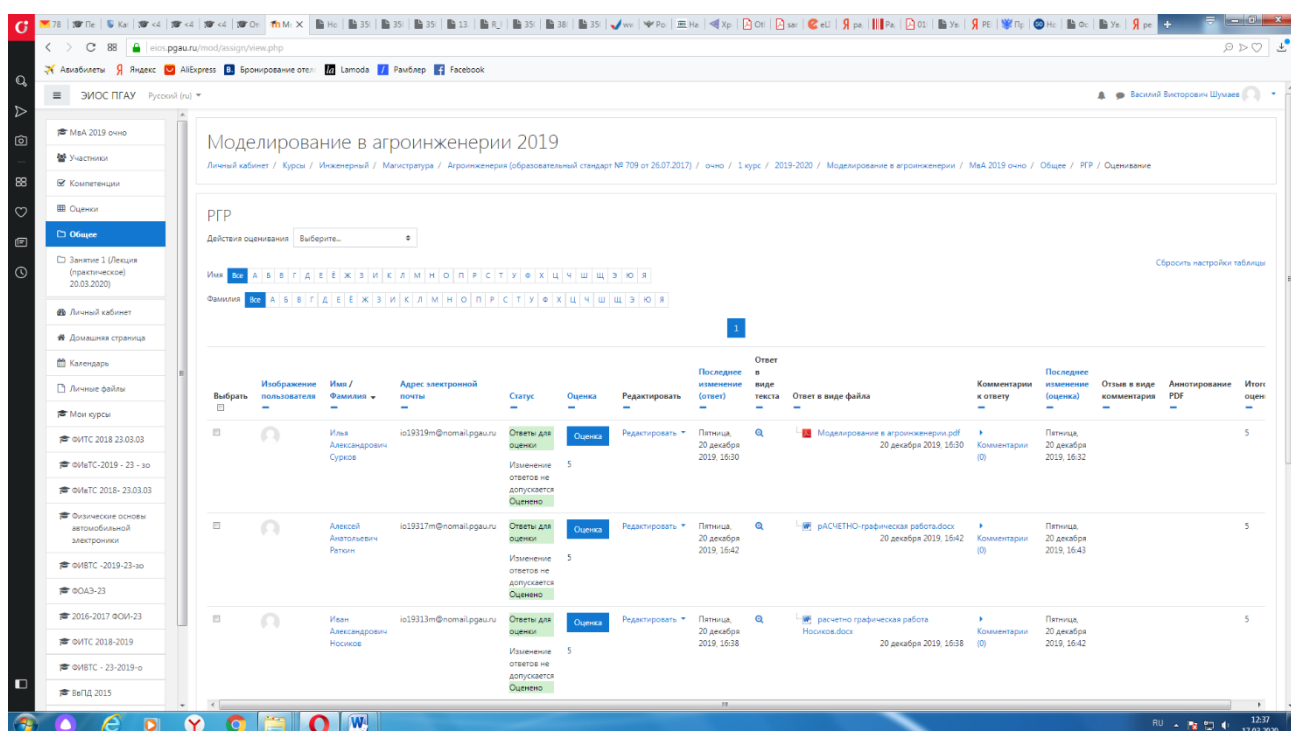 eios.pgau.ru/mod/assign/view.php
Авиабилеты Яндекс AliExpress Бронирование отел Lamoda Рамблер Facebook
ЭИОС ПГАУ Русский (ru)
Василий Викторович Шумаев
МвА 2019 очно
Участники
Компетенции
Оценки
Общее
Занятие 1 (Лекция
(практическое)
20.03.2020)
Личный кабинет
Домашняя страница
Календарь
Личные файлы
Мои курсы
ФИТС 2018 23.03.03
ФИвТС-2019 - 23 - зо
ФИвТС 2018- 23.03.03
Физические основы
автомобильной
электроники
ФИВТС -2019-23-зо
ФОАЭ-23
2016-2017 ФОИ-23
ФИТС 2018-2019
ФИВТС - 23-2019-о
ВвПД 2015
Моделирование в агроинженерии 2019
Личный кабинет / Курсы / Инженерный / Магистратура / Агроинженерия (образовательный стандарт № 709 от 26.07.2017) / очно / 1 курс / 2019-2020 / Моделирование в агроинженерии / МвА 2019 очно / Общее / РГР / Оценивание
РГР
Действия оценивания Выберите...
Сбросить настройки таблицы
Имя Все А Б В Г Д Е Ё Ж З И К Л М Н О П Р С Т У Ф Х Ц Ч Ш Щ Э Ю Я
Фамилия Все А Б В Г Д Е Ё Ж З И К Л М Н О П Р С Т У Ф Х Ц Ч Ш Щ Э Ю Я
1
Выбрать
Изображение
пользователя
Имя /
Фамилия
Адрес электронной
почты
Статус
Оценка
Редактировать
Последнее
изменение
(ответ)
Ответ
в
виде
текста
Ответ в виде файла
Комментарии
к ответу
Последнее
изменение
(оценка)
Отзыв в виде
комментария
Аннотирование
PDF
Итого
оцен
Илья
Александрович
Сурков
io19319m@nomail.pgau.ru
Ответы для
оценки
Изменение
ответов не
допускается
Оценено
Оценка
5
Редактировать
Пятница,
20 декабря
2019, 16:30
Моделирование в агроинженерии.pdf
20 декабря 2019, 16:30
Комментарии
(0)
Пятница,
20 декабря
2019, 16:32
5
Алексей
Анатольевич
Раткин
io19317m@nomail.pgau.ru
Ответы для
оценки
Изменение
ответов не
допускается
Оценено
Оценка
5
Редактировать
Пятница,
20 декабря
2019, 16:42
рАСЧЕТНО-графическая работа.docx
20 декабря 2019, 16:42
Комментарии
(0)
Пятница,
20 декабря
2019, 16:43
5
Иван
Александрович
Носиков
io19313m@nomail.pgau.ru
Ответы для
оценки
Изменение
ответов не
допускается
Оценено
Оценка
5
Редактировать
Пятница,
20 декабря
2019, 16:38
расчетно графическая работа
Носиков.docx
20 декабря 2019, 16:38
Комментарии
(0)
Пятница,
20 декабря
2019, 16:42
5
RU
12:37